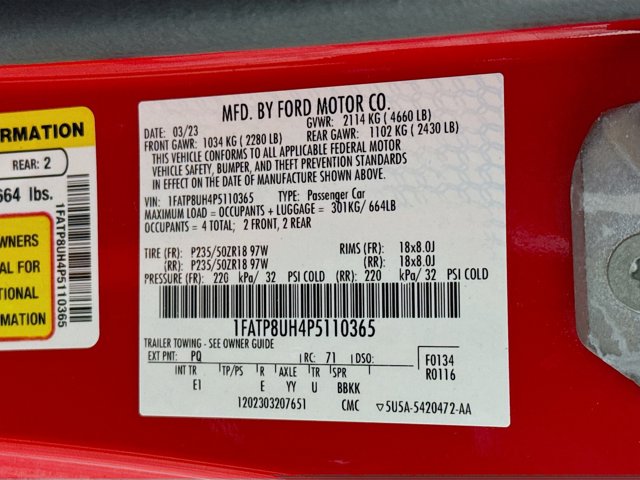 MFD. BY FORD MOTOR CO.
DATE: 03/23
GVWR: 2114 KG ( 4660 LB)
FRONT GAWR: 1034 KG ( 2280 LB)
REAR GAWR: 1102 KG ( 2430 LB)
THIS VEHICLE CONFORMS TO ALL APPLICABLE FEDERAL MOTOR
VEHICLE SAFETY, BUMPER, AND THEFT PREVENTION STANDARDS
IN EFFECT ON THE DATE OF MANUFACTURE SHOWN ABOVE.
VIN: 1FATP8UH4P5110365 TYPE: Passenger Car
MAXIMUM LOAD = OCCUPANTS + LUGGAGE = 301KG/ 664LB
OCCUPANTS = 4 TOTAL; 2 FRONT, 2 REAR
TIRE (FR): P235/50ZR18 97W RIMS (FR): 18x8.0J
(RR): P235/50ZR18 97W (RR): 18x8.0J
PRESSURE (FR): 220 kPa/ 32 PSI COLD (RR): 220 kPa/ 32 PSI COLD
1FATP8UH4P5110365
TRAILER TOWING - SEE OWNER GUIDE
EXT PNT: PQ RC: 71 DSO: F0134
R0116
INT TR TP/PS R AXLE TR SPR
E1 E YY U BBKK
1202303207651 CMC ▽5U5A-5420472-AA
ORMATION
REAR: 2
664 lbs.
WNERS
AL FOR
TIONAL
RMATION
1FATP8UH4P5110365